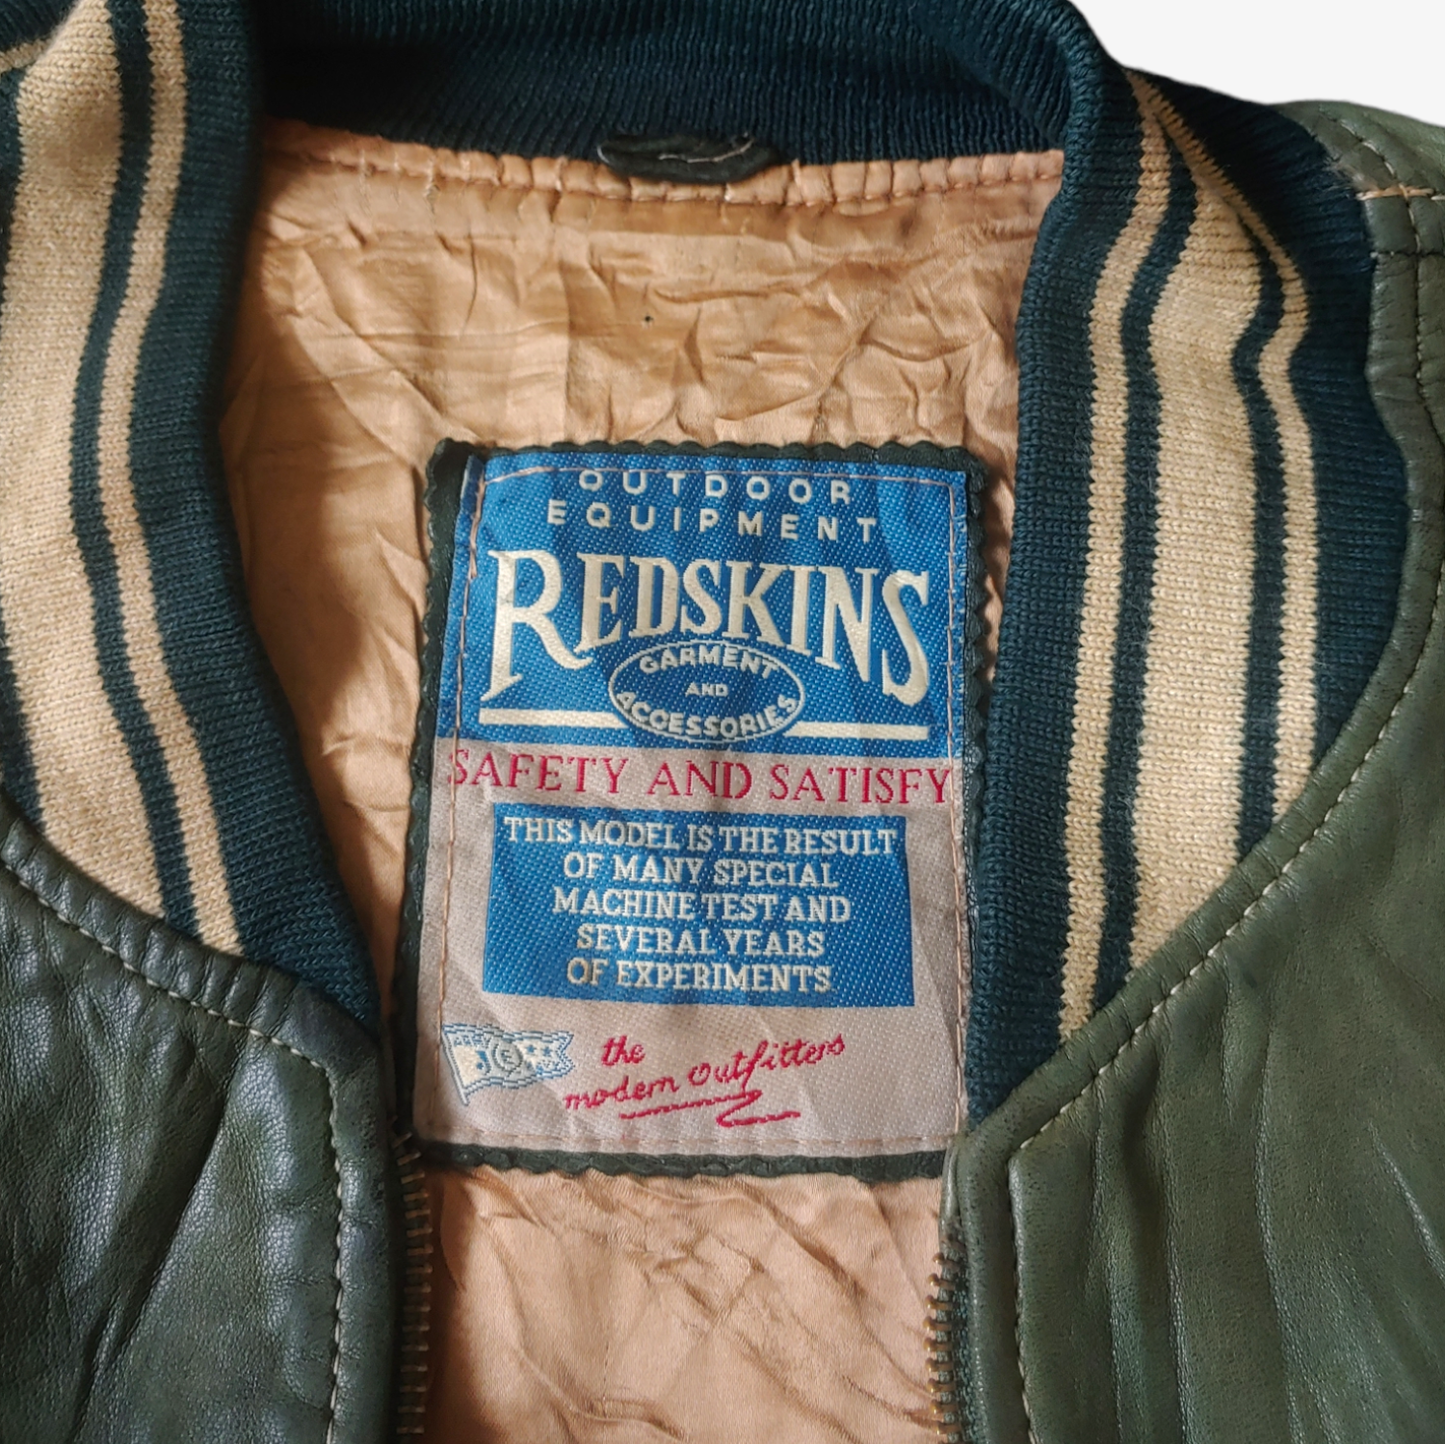 OUTDOOR
EQUIPMENT
REDSKINS
GARMENT
AND
ACCESSORIES
SAFETY AND SATISFY
THIS MODEL IS THE RESULT
OF MANY SPECIAL
MACHINE TEST AND
SEVERAL YEARS
OF EXPERIMENTS
the
modern outfitters